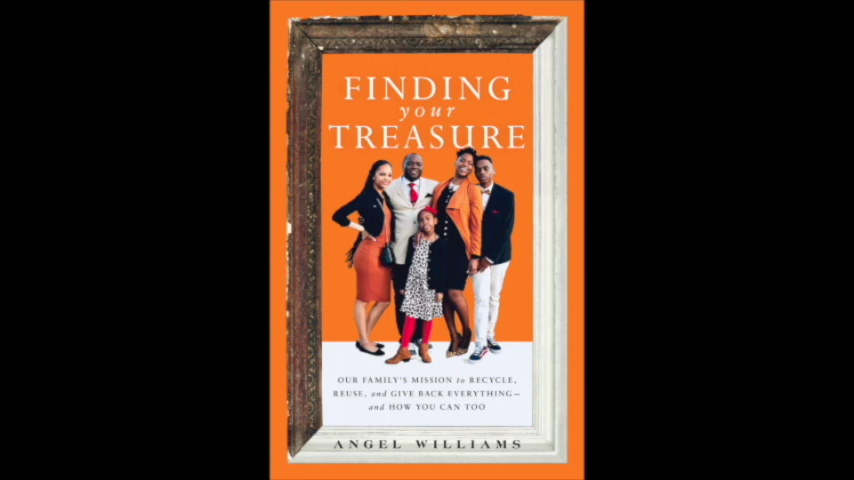 FINDING
your
TREASURE
OUR FAMILY'S MISSION to RECYCLE,
REUSE, and GIVE BACK EVERYTHING—
and HOW YOU CAN TOO
ANGEL WILLIAMS